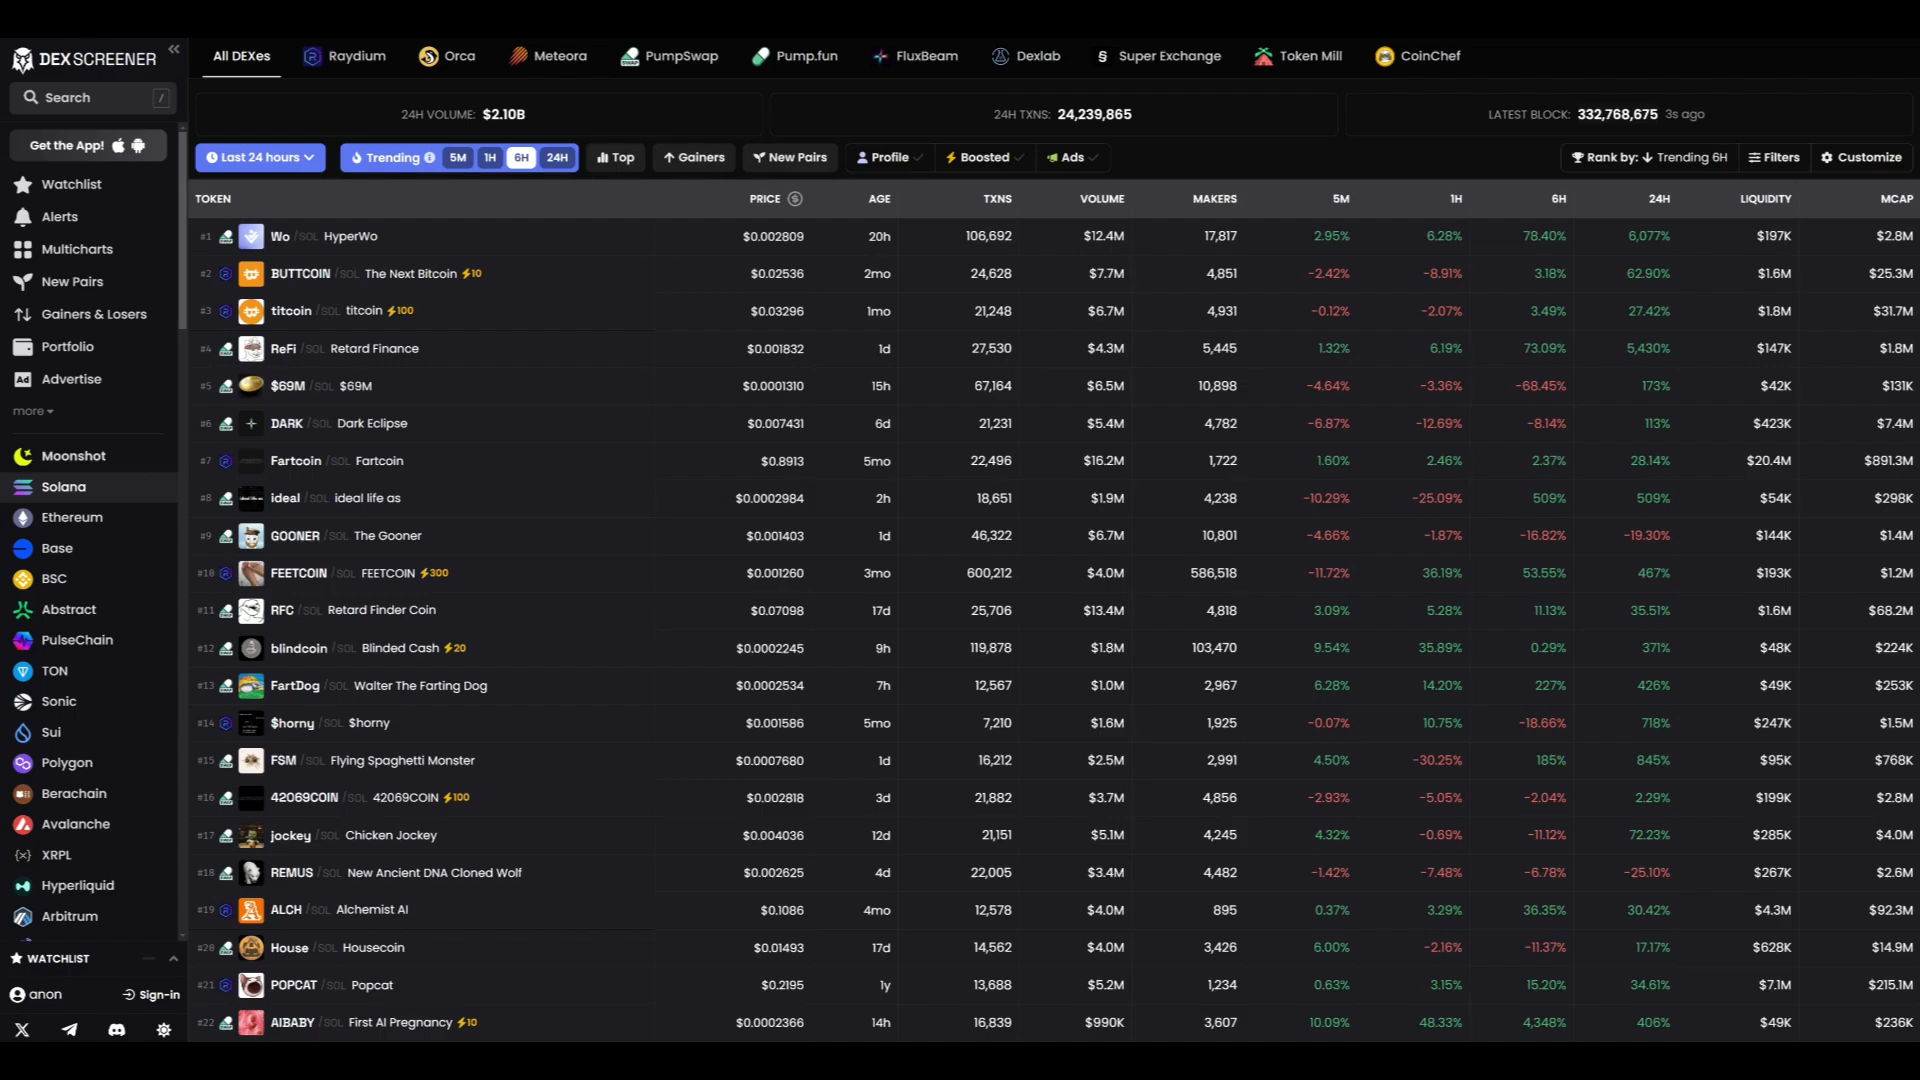 DEX SCREENER
Search /
Get the App!
Watchlist
Alerts
Multicharts
New Pairs
Gainers & Losers
Portfolio
Ad Advertise
more
Moonshot
Solana
Ethereum
Base
BSC
Abstract
PulseChain
TON
Sonic
Sui
Polygon
Berachain
Avalanche
XRPL
Hyperliquid
Arbitrum
WATCHLIST
anon Sign-in
All DEXes Raydium Orca Meteora PumpSwap Pump.fun FluxBeam Dexlab Super Exchange Token Mill CoinChef
24H VOLUME: $2.10B 24H TXNS: 24,239,865 LATEST BLOCK: 332,768,675 3s ago
Last 24 hours Trending 5M 1H 6H 24H Top Gainers New Pairs Profile Boosted Ads Rank by: Trending 6H Filters Customize
TOKEN PRICE AGE TXNS VOLUME MAKERS 5M 1H 6H 24H LIQUIDITY MCAP
#1 Wo /SOL HyperWo $0.002809 20h 106,692 $12.4M 17,817 2.95% 6.28% 78.40% 6,077% $197K $2.8M
#2 BUTTCOIN /SOL The Next Bitcoin ⚡10 $0.02536 2mo 24,628 $7.7M 4,851 -2.42% -8.91% 3.18% 62.90% $1.6M $25.3M
#3 titcoin /SOL titcoin ⚡100 $0.03296 1mo 21,248 $6.7M 4,931 -0.12% -2.07% 3.49% 27.42% $1.8M $31.7M
#4 ReFi /SOL Retard Finance $0.001832 1d 27,530 $4.3M 5,445 1.32% 6.19% 73.09% 5,430% $147K $1.8M
#5 $69M /SOL $69M $0.0001310 15h 67,164 $6.5M 10,898 -4.64% -3.36% -68.45% 173% $42K $131K
#6 DARK /SOL Dark Eclipse $0.007431 6d 21,231 $5.4M 4,782 -6.87% -12.69% -8.14% 113% $423K $7.4M
#7 Fartcoin /SOL Fartcoin $0.8913 5mo 22,496 $16.2M 1,722 1.60% 2.46% 2.37% 28.14% $20.4M $891.3M
#8 ideal /SOL ideal life as $0.0002984 2h 18,651 $1.9M 4,238 -10.29% -25.09% 509% 509% $54K $298K
#9 GOONER /SOL The Gooner $0.001403 1d 46,322 $6.7M 10,801 -4.66% -1.87% -16.82% -19.30% $144K $1.4M
#10 FEETCOIN /SOL FEETCOIN ⚡300 $0.001260 3mo 600,212 $4.0M 586,518 -11.72% 36.19% 53.55% 467% $193K $1.2M
#11 RFC /SOL Retard Finder Coin $0.07098 17d 25,706 $13.4M 4,818 3.09% 5.28% 11.13% 35.51% $1.6M $68.2M
#12 blindcoin /SOL Blinded Cash ⚡20 $0.0002245 9h 119,878 $1.8M 103,470 9.54% 35.89% 0.29% 371% $48K $224K
#13 FartDog /SOL Walter The Farting Dog $0.0002534 7h 12,567 $1.0M 2,967 6.28% 14.20% 227% 426% $49K $253K
#14 $horny /SOL $horny $0.001586 5mo 7,210 $1.6M 1,925 -0.07% 10.75% -18.66% 718% $247K $1.5M
#15 FSM /SOL Flying Spaghetti Monster $0.0007680 1d 16,212 $2.5M 2,991 4.50% -30.25% 185% 845% $95K $768K
#16 42069COIN /SOL 42069COIN ⚡100 $0.002818 3d 21,882 $3.7M 4,856 -2.93% -5.05% -2.04% 2.29% $199K $2.8M
#17 jockey /SOL Chicken Jockey $0.004036 12d 21,151 $5.1M 4,245 4.32% -0.69% -11.12% 72.23% $285K $4.0M
#18 REMUS /SOL New Ancient DNA Cloned Wolf $0.002625 4d 22,005 $3.4M 4,482 -1.42% -7.48% -6.78% -25.10% $267K $2.6M
#19 ALCH /SOL Alchemist AI $0.1086 4mo 12,578 $4.0M 895 0.37% 3.29% 36.35% 30.42% $4.3M $92.3M
#20 House /SOL Housecoin $0.01493 17d 14,562 $4.0M 3,426 6.00% -2.16% -11.37% 17.17% $628K $14.9M
#21 POPCAT /SOL Popcat $0.2195 1y 13,688 $5.2M 1,234 0.63% 3.15% 15.20% 34.61% $7.1M $215.1M
#22 AIBABY /SOL First AI Pregnancy ⚡10 $0.0002366 14h 16,839 $990K 3,607 10.09% 48.33% 4,348% 406% $49K $236K